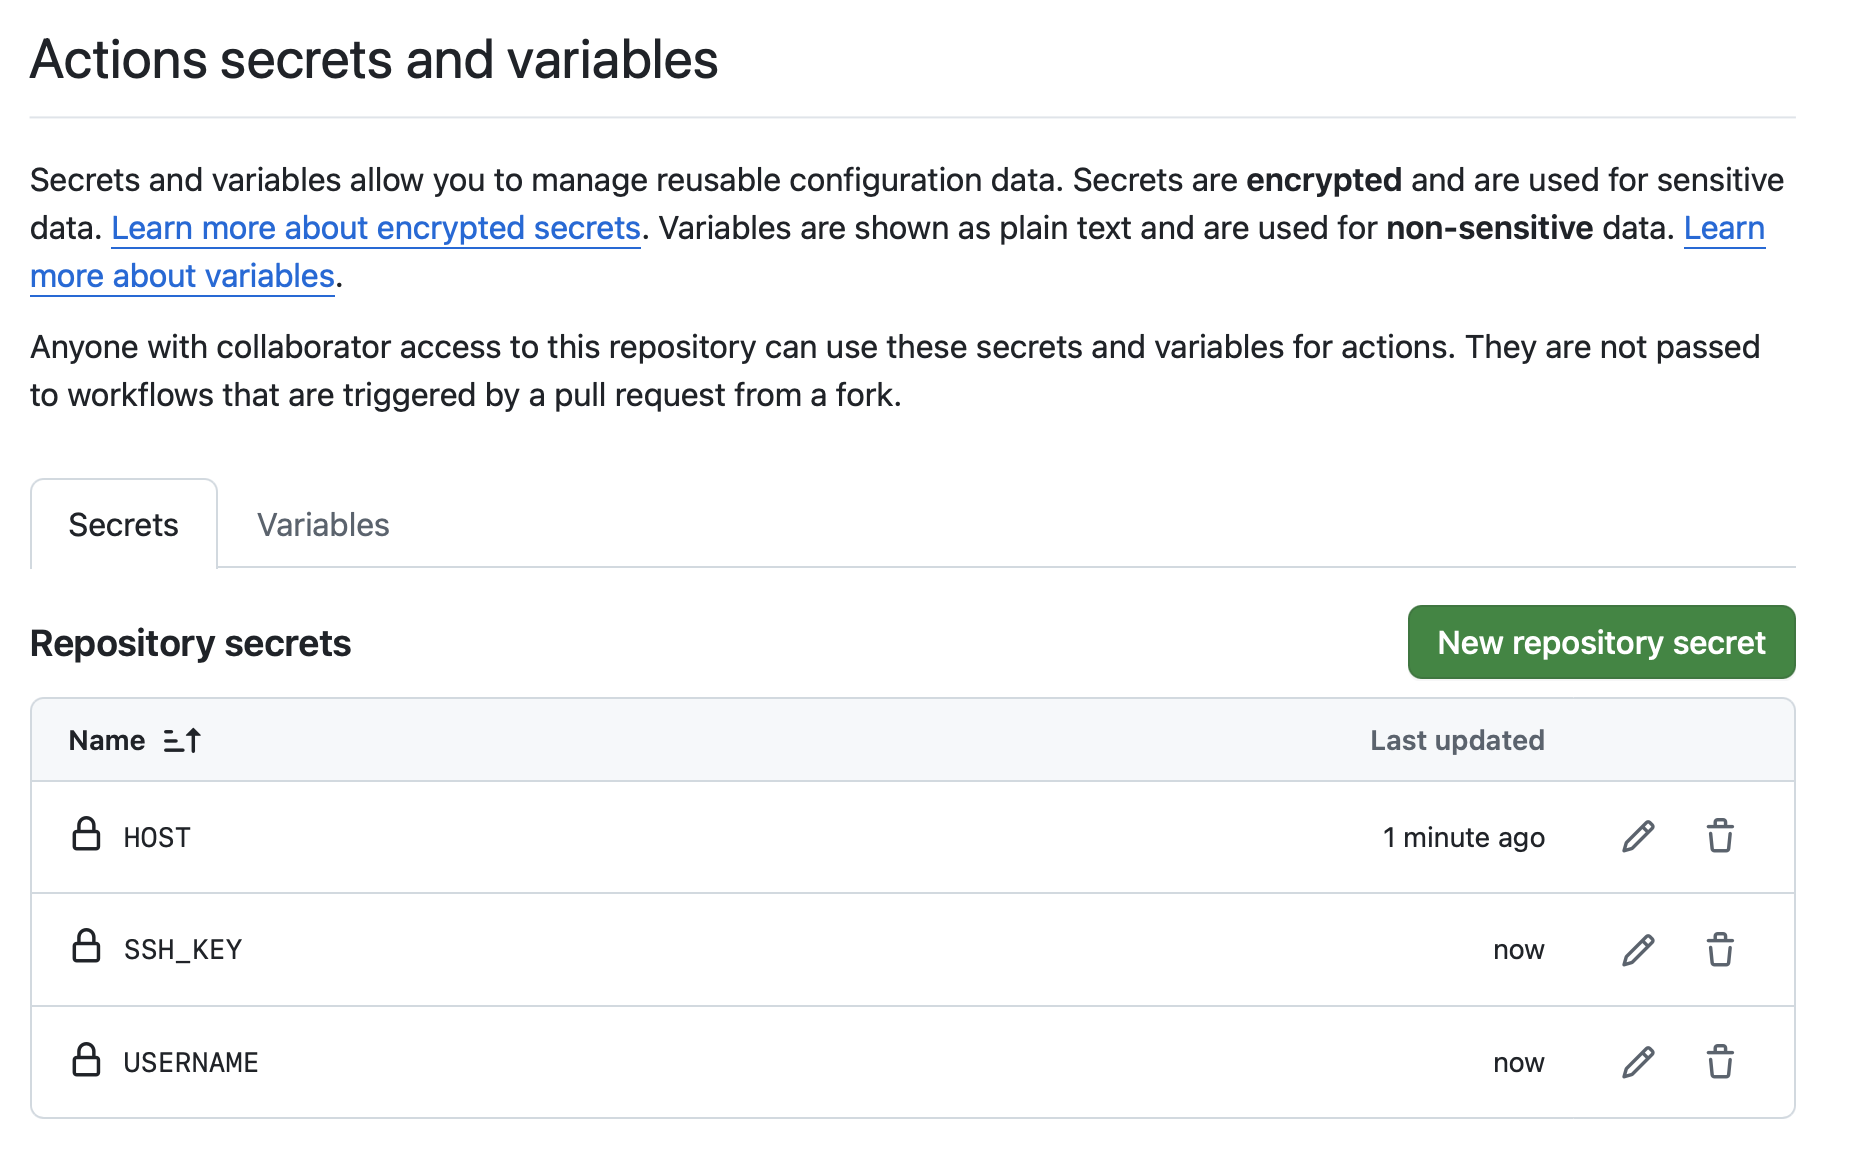 Actions secrets and variables
Secrets and variables allow you to manage reusable configuration data. Secrets are encrypted and are used for sensitive
data. Learn more about encrypted secrets. Variables are shown as plain text and are used for non-sensitive data. Learn
more about variables.
Anyone with collaborator access to this repository can use these secrets and variables for actions. They are not passed
to workflows that are triggered by a pull request from a fork.
Secrets Variables
Repository secrets New repository secret
Name Last updated
HOST 1 minute ago
SSH_KEY now
USERNAME now